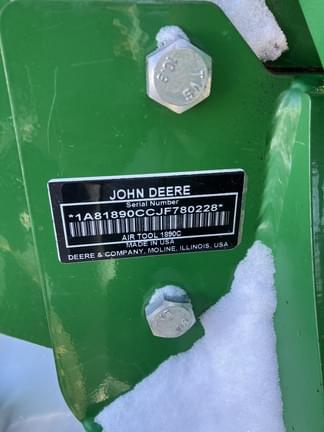 JOHN DEERE
Serial Number
*1A81890CCJF780228*
AIR TOOL 1890C
MADE IN USA
DEERE & COMPANY, MOLINE, ILLINOIS, USA